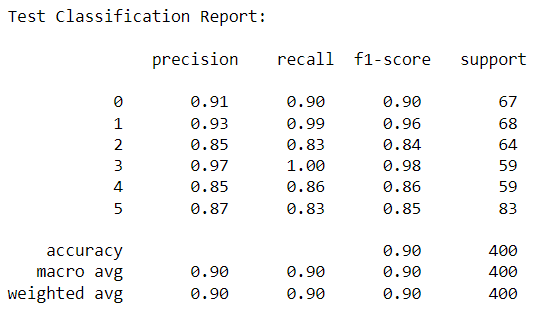 Test Classification Report:
precision recall f1-score support
0 0.91 0.90 0.90 67
1 0.93 0.99 0.96 68
2 0.85 0.83 0.84 64
3 0.97 1.00 0.98 59
4 0.85 0.86 0.86 59
5 0.87 0.83 0.85 83
accuracy 0.90 400
macro avg 0.90 0.90 0.90 400
weighted avg 0.90 0.90 0.90 400